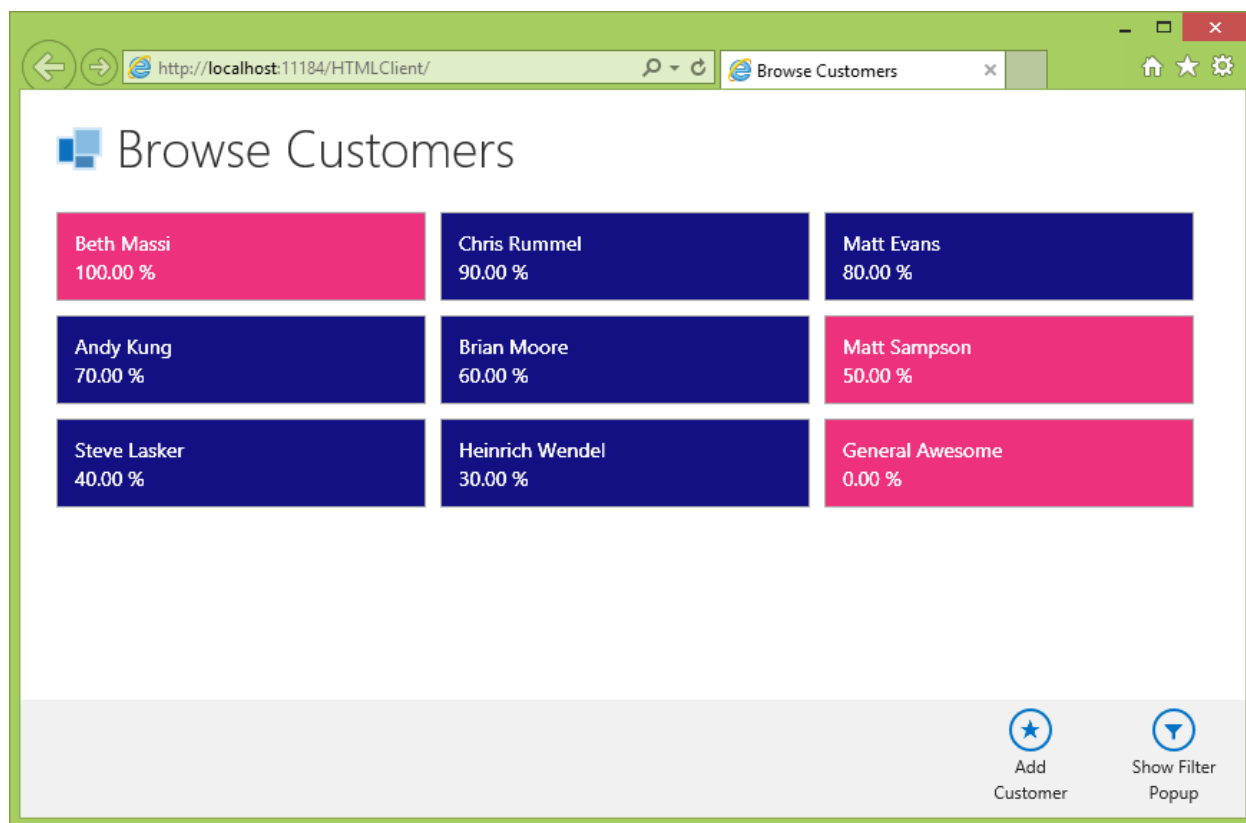 http://localhost:11184/HTMLClient/
Browse Customers
Browse Customers
Beth Massi
100.00 %
Chris Rummel
90.00 %
Matt Evans
80.00 %
Andy Kung
70.00 %
Brian Moore
60.00 %
Matt Sampson
50.00 %
Steve Lasker
40.00 %
Heinrich Wendel
30.00 %
General Awesome
0.00 %
Add
Customer
Show Filter
Popup